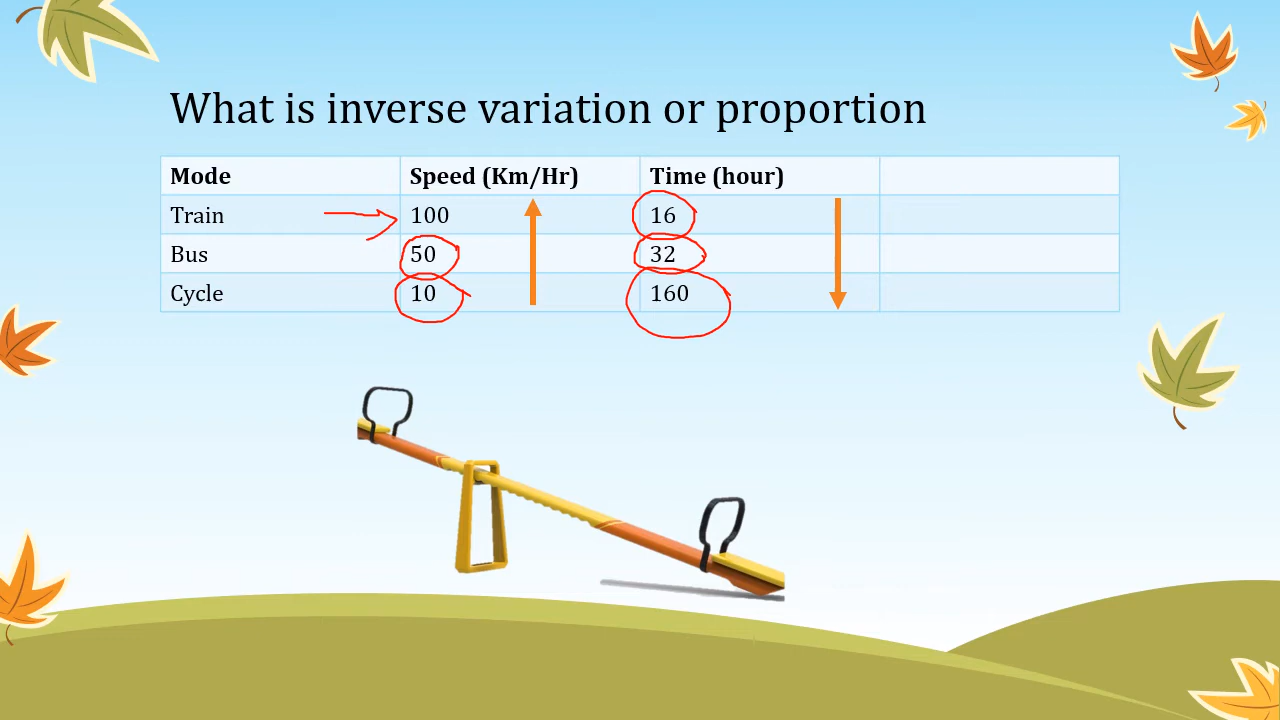 What is inverse variation or proportion
Mode Speed (Km/Hr) Time (hour)
Train 100 16
Bus 50 32
Cycle 10 160